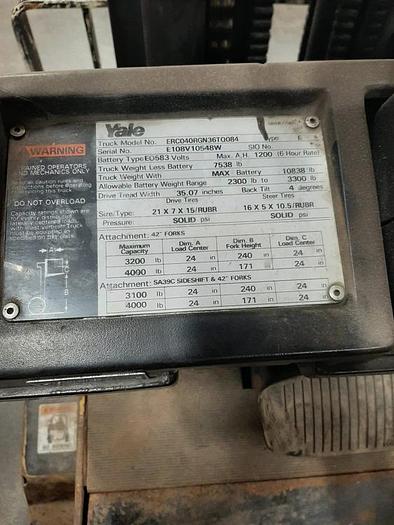 Yale
Truck Model No. ERC040RGN36TQ084 Type E
Serial No. E108V10548W SIO No.
Battery Type EO583 Volts Max. A.H. 1200 (6 Hour Rate)
Truck Weight Less Battery 7538 lb
Truck Weight With MAX Battery 10838 lb
Allowable Battery Weight Range 2300 lb to 3300 lb
Drive Tread Width 35.07 inches Back Tilt 4 degrees
Drive Tires Steer Tires
Size/Type: 21 X 7 X 15/RUBR 16 X 5 X 10.5/RUBR
Pressure: SOLID psi SOLID psi
Attachment: 42" FORKS
Maximum Capacity Dim. A Load Center Dim. B Fork Height Dim. C Load Center
3200 lb 24 in 240 in 24 in
4000 lb 24 in 171 in 24 in
Attachment: SA39C SIDESHIFT & 42" FORKS
3100 lb 24 in 240 in 24 in
4000 lb 24 in 171 in 24 in
WARNING
TRAINED OPERATORS
AND MECHANICS ONLY
DO NOT OVERLOAD
A
B
C